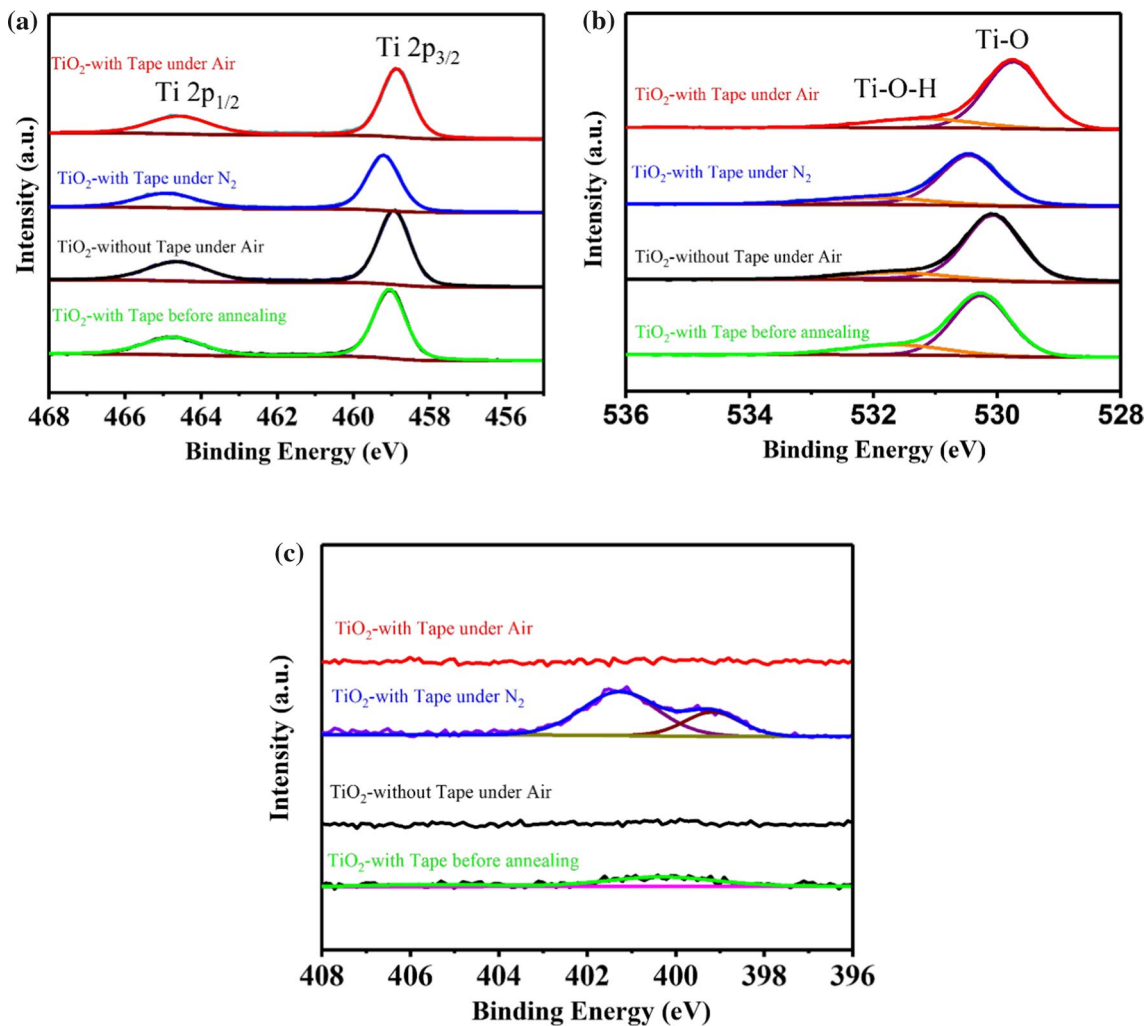 (a)
Ti 2p3/2
TiO2-with Tape under Air
Ti 2p1/2
TiO2-with Tape under N2
TiO2-without Tape under Air
TiO2-with Tape before annealing
Intensity (a.u.)
468 466 464 462 460 458 456
Binding Energy (eV)
(b)
Ti-O
Ti-O-H
TiO2-with Tape under Air
TiO2-with Tape under N2
TiO2-without Tape under Air
TiO2-with Tape before annealing
Intensity (a.u.)
536 534 532 530 528
Binding Energy (eV)
(c)
TiO2-with Tape under Air
TiO2-with Tape under N2
TiO2-without Tape under Air
TiO2-with Tape before annealing
Intensity (a.u.)
408 406 404 402 400 398 396
Binding Energy (eV)